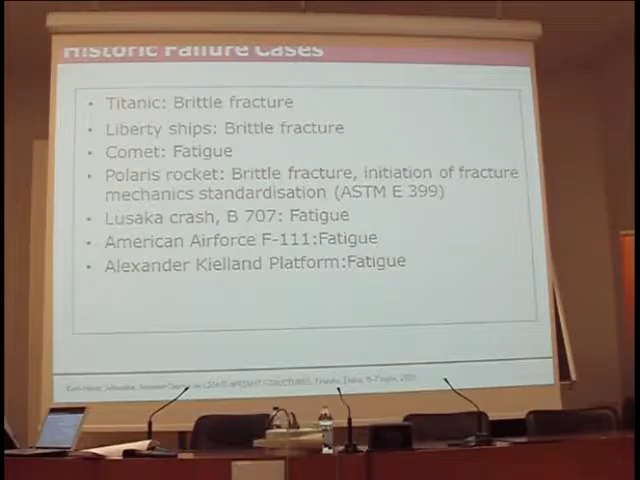 Historic Failure Cases
• Titanic: Brittle fracture
• Liberty ships: Brittle fracture
• Comet: Fatigue
• Polaris rocket: Brittle fracture, initiation of fracture
mechanics standardisation (ASTM E 399)
• Lusaka crash, B 707: Fatigue
• American Airforce F-111:Fatigue
• Alexander Kielland Platform:Fatigue